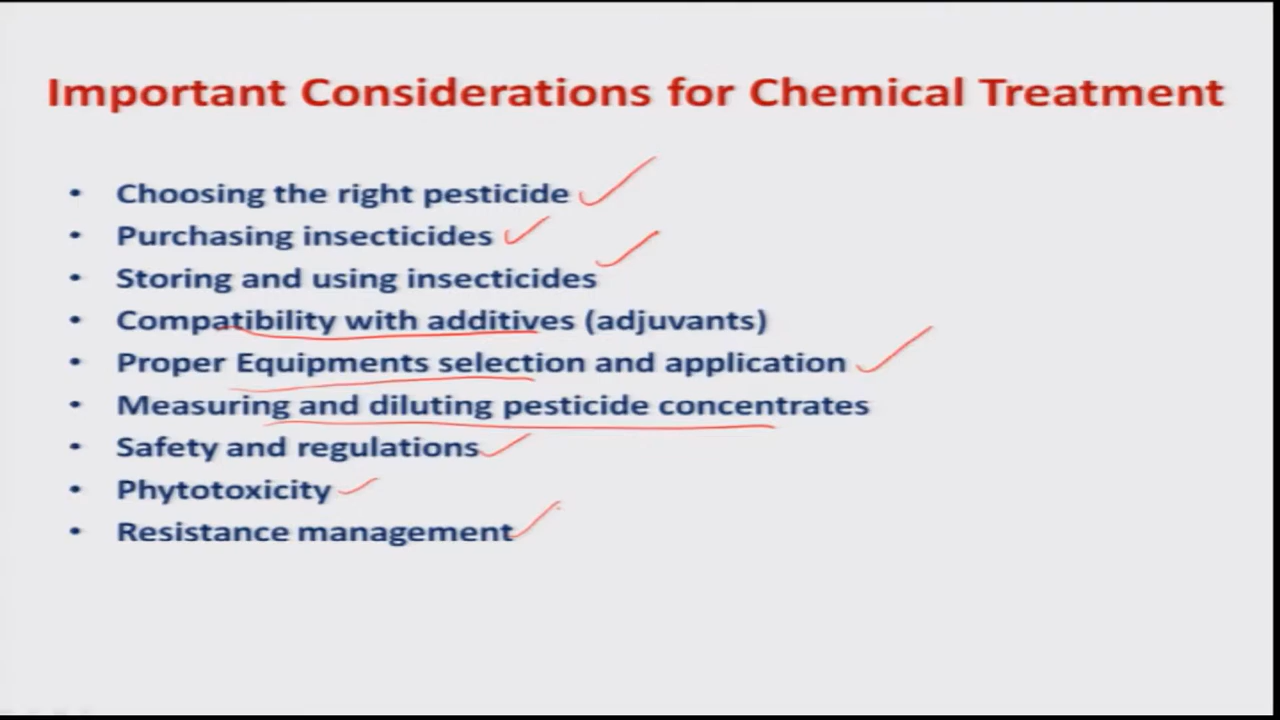 Important Considerations for Chemical Treatment
• Choosing the right pesticide
• Purchasing insecticides
• Storing and using insecticides
• Compatibility with additives (adjuvants)
• Proper Equipments selection and application
• Measuring and diluting pesticide concentrates
• Safety and regulations
• Phytotoxicity
• Resistance management